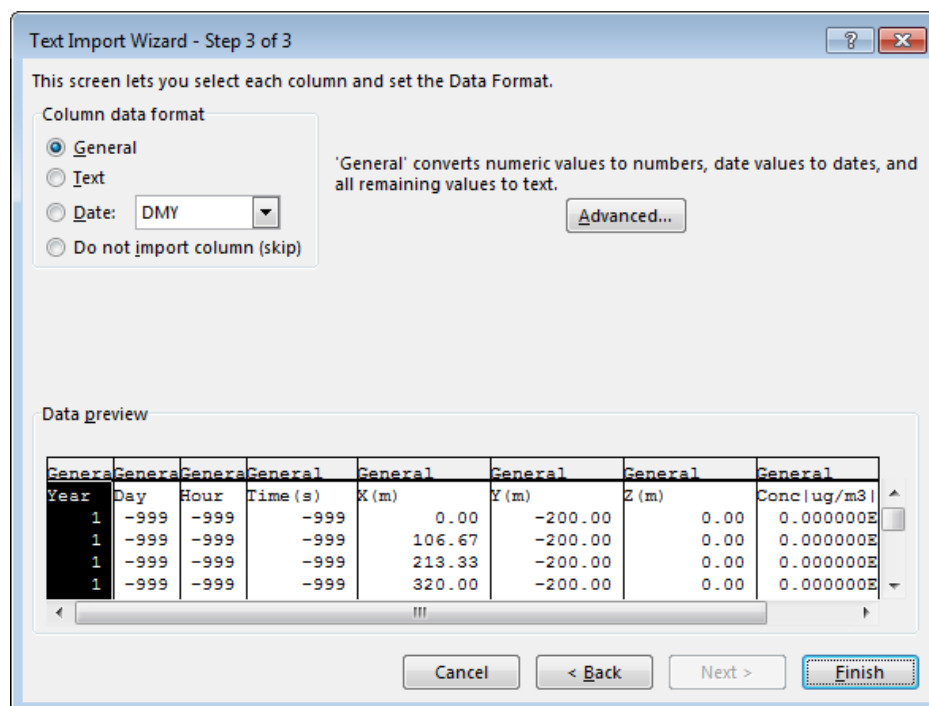 Text Import Wizard - Step 3 of 3
This screen lets you select each column and set the Data Format.
Column data format
General
Text
Date: DMY
Do not import column (skip)
'General' converts numeric values to numbers, date values to dates, and
all remaining values to text.
Advanced...
Data preview
GeneraGeneraGeneraGeneral General General General General
Year Day Hour Time(s) X(m) Y(m) Z(m) Conc|ug/m3|
1 -999 -999 -999 0.00 -200.00 0.00 0.000000E
1 -999 -999 -999 106.67 -200.00 0.00 0.000000E
1 -999 -999 -999 213.33 -200.00 0.00 0.000000E
1 -999 -999 -999 320.00 -200.00 0.00 0.000000E
Cancel < Back Next > Finish